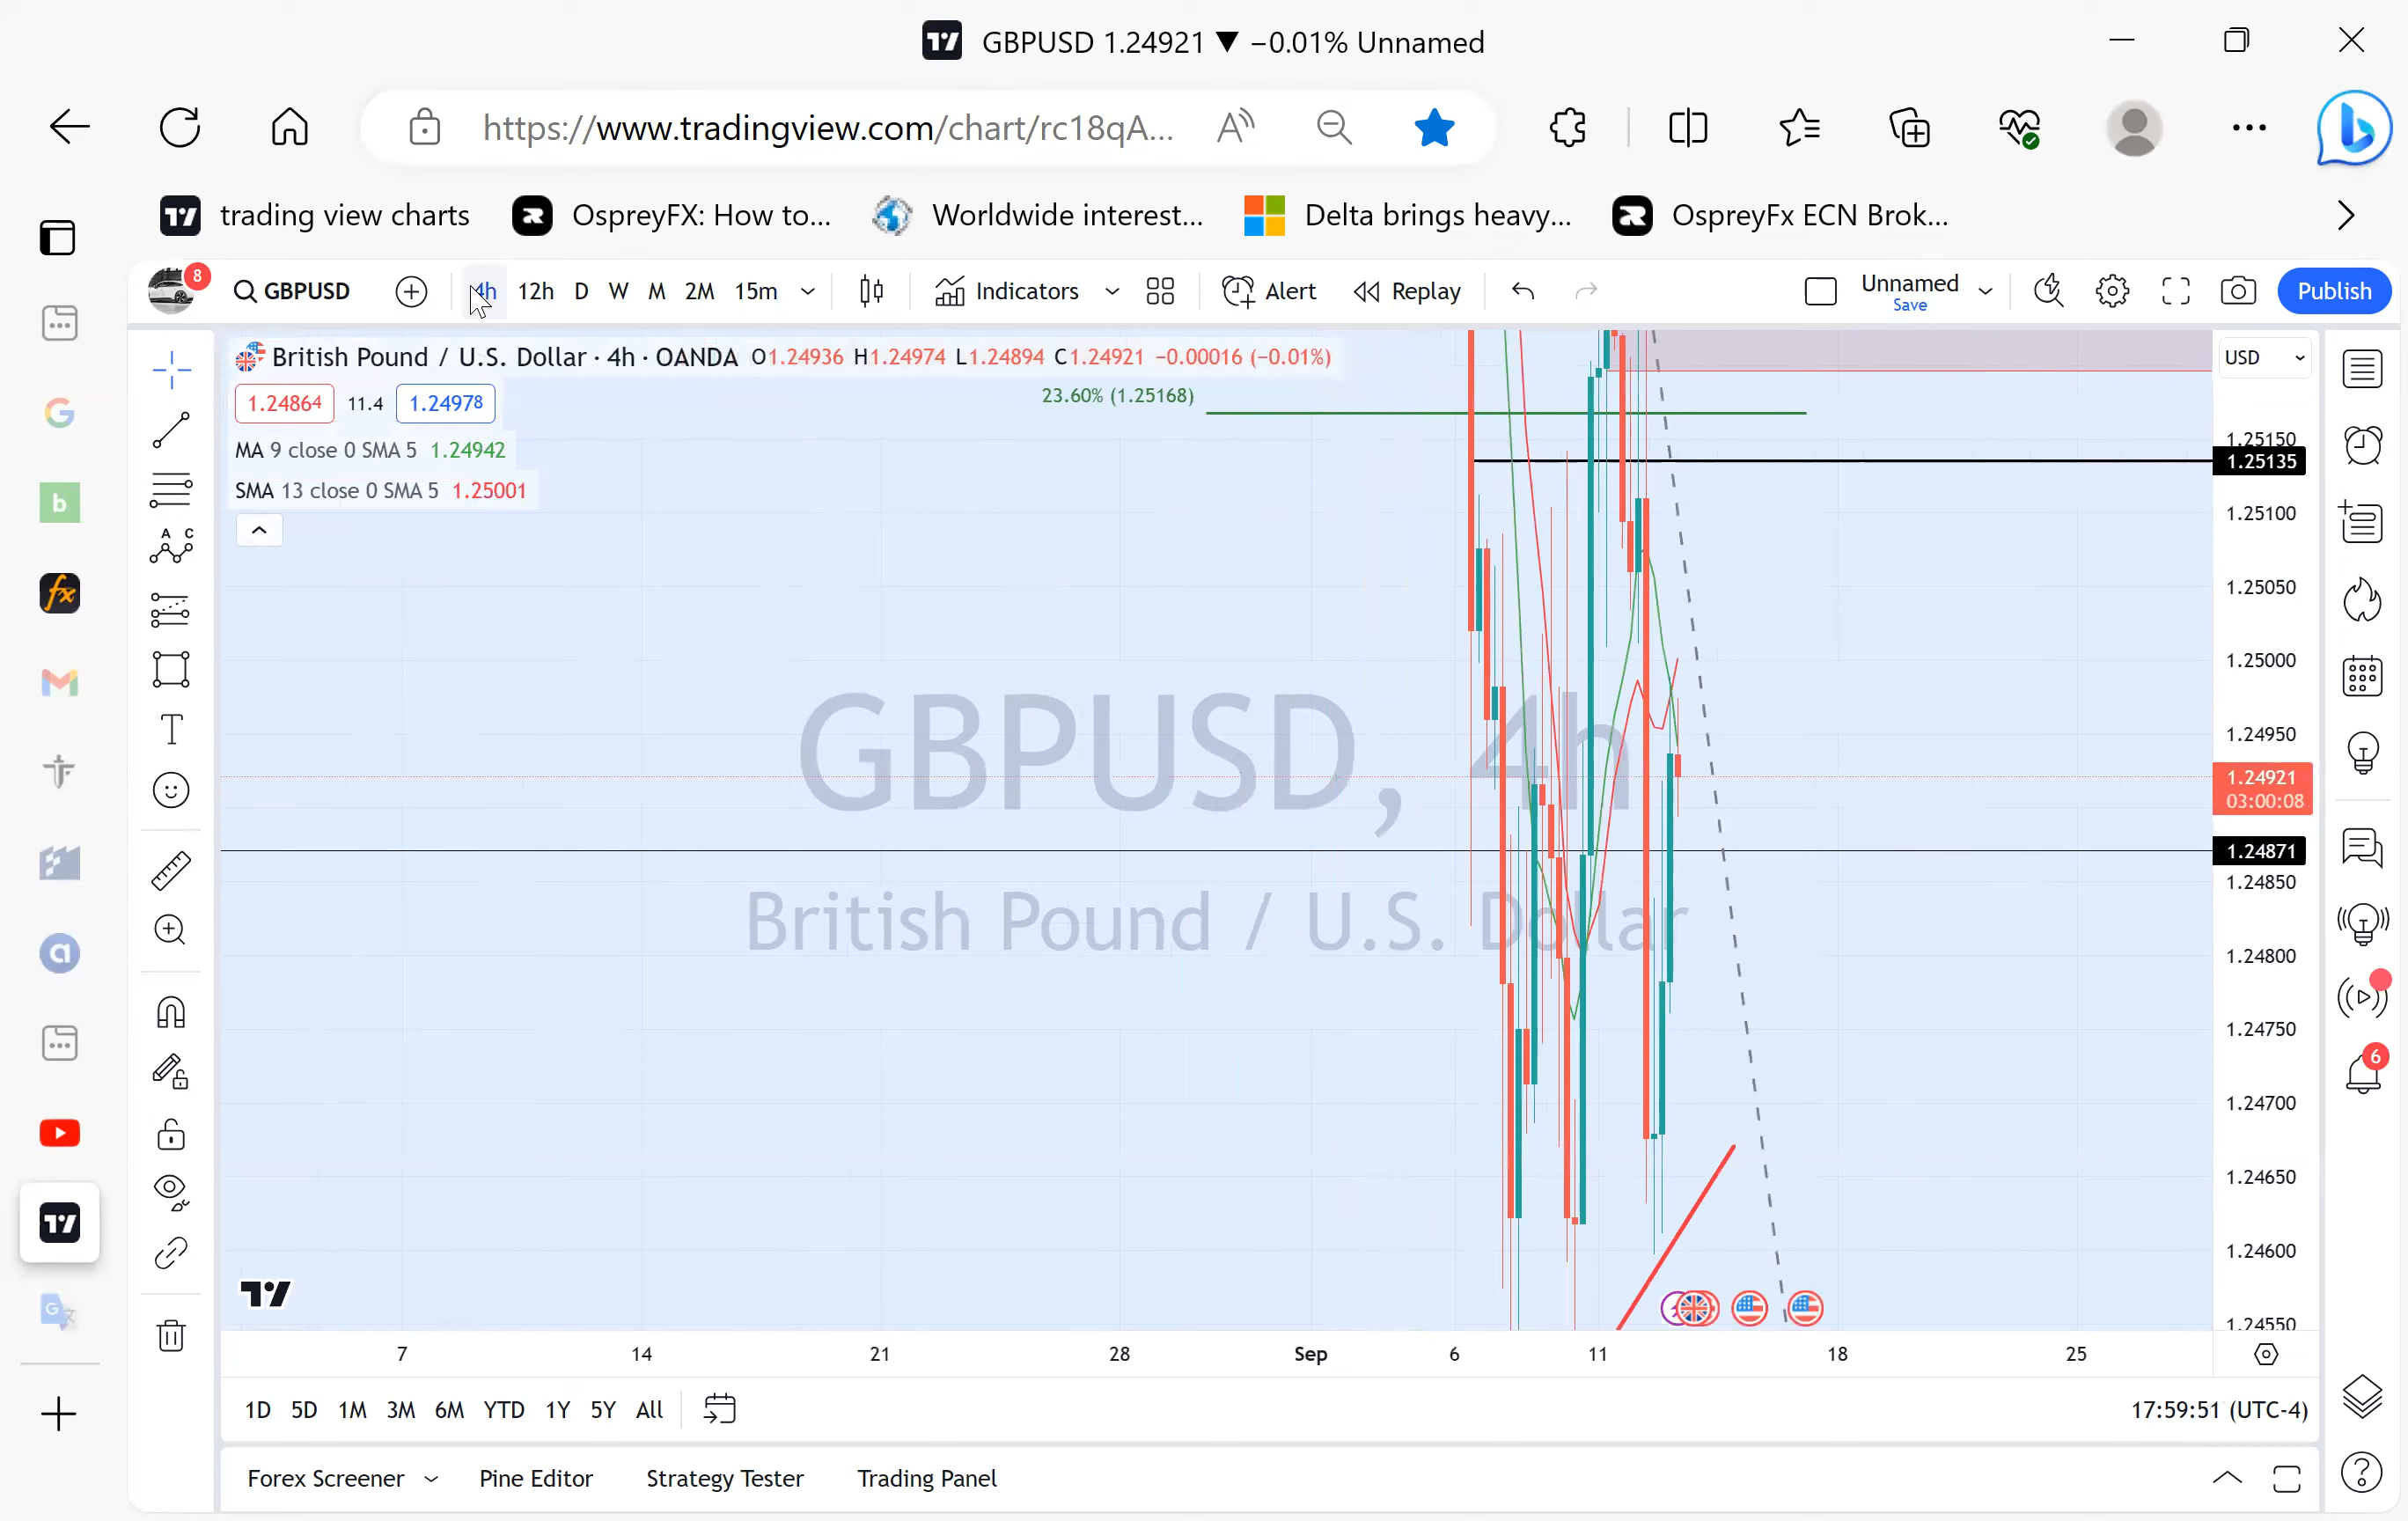 GBPUSD 1.24921 ▼ −0.01% Unnamed
https://www.tradingview.com/chart/rc18qA...
trading view charts OspreyFX: How to... Worldwide interest... Delta brings heavy... OspreyFx ECN Brok...
8 GBPUSD 4h 12h D W M 2M 15m Indicators Alert Replay Unnamed Publish
Save
British Pound / U.S. Dollar · 4h · OANDA O1.24936 H1.24974 L1.24894 C1.24921 −0.00016 (−0.01%)
USD
1.24864 11.4 1.24978
23.60% (1.25168)
MA 9 close 0 SMA 5 1.24942
SMA 13 close 0 SMA 5 1.25001
1.25150
1.25135
1.25100
1.25050
1.25000
1.24950
1.24921
03:00:08
1.24871
1.24850
1.24800
1.24750
1.24700
1.24650
1.24600
1.24550
GBPUSD, 4h
British Pound / U.S. Dollar
6
7 14 21 28 Sep 6 11 18 25
1D 5D 1M 3M 6M YTD 1Y 5Y All 17:59:51 (UTC-4)
Forex Screener Pine Editor Strategy Tester Trading Panel